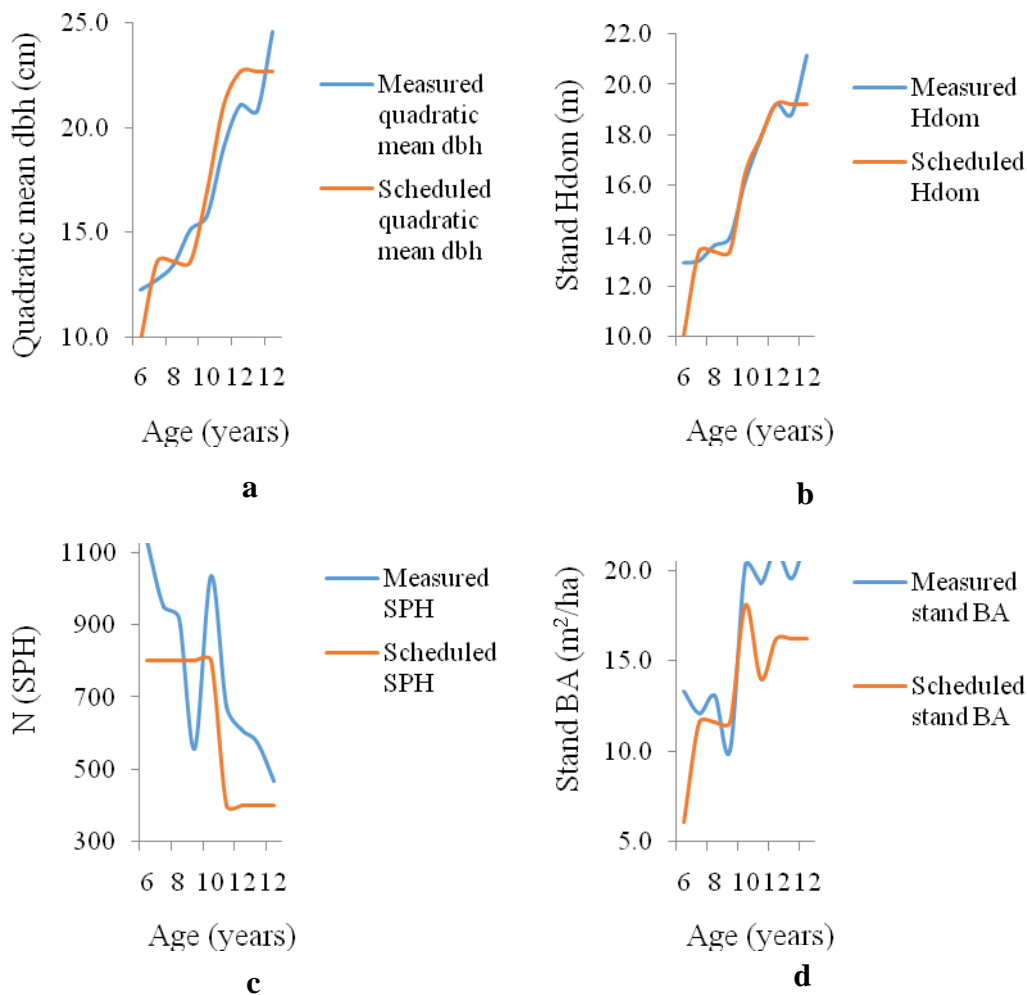 Quadratic mean dbh (cm)
25.0
20.0
15.0
10.0
6 8 10 12 12
Age (years)
Measured
quadratic
mean dbh
Scheduled
quadratic
mean dbh
a
Stand Hdom (m)
22.0
20.0
18.0
16.0
14.0
12.0
10.0
6 8 10 12 12
Age (years)
Measured
Hdom
Scheduled
Hdom
b
N (SPH)
1100
900
700
500
300
6 8 10 12 12
Age (years)
Measured
SPH
Scheduled
SPH
c
Stand BA (m²/ha)
20.0
15.0
10.0
5.0
6 8 10 12 12
Age (years)
Measured
stand BA
Scheduled
stand BA
d